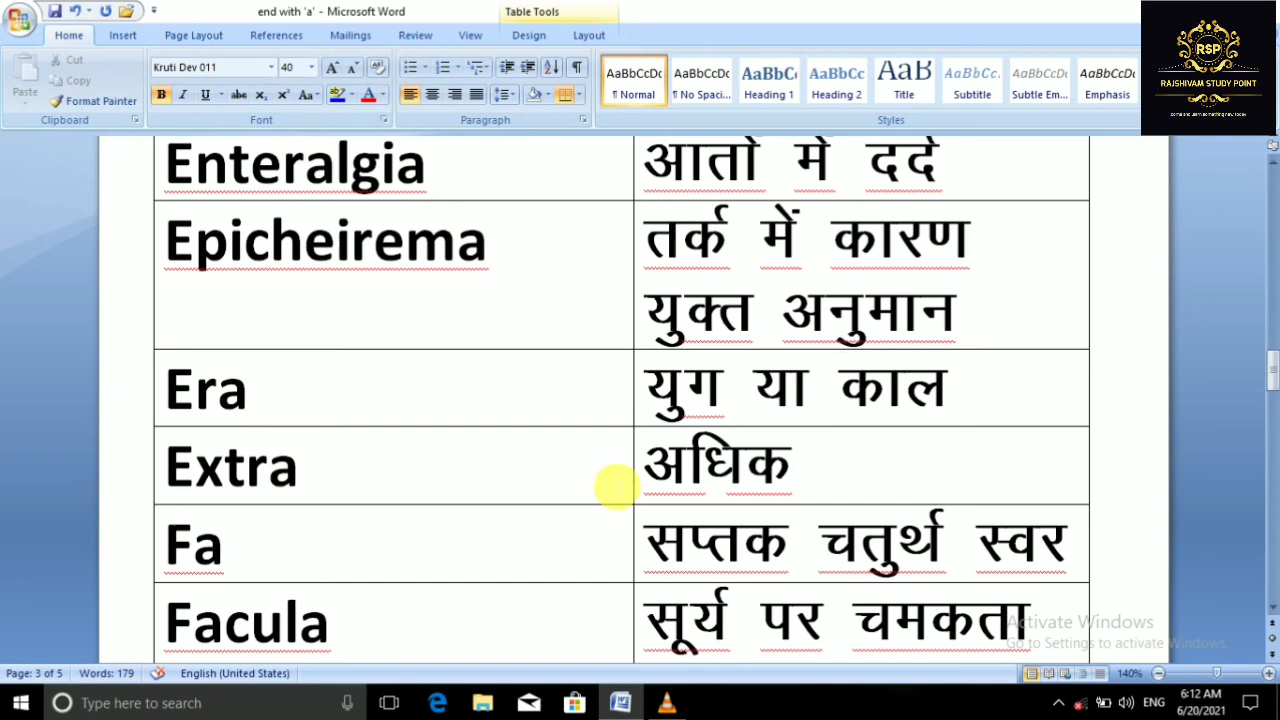 end with 'a' - Microsoft Word
Table Tools
Home Insert Page Layout References Mailings Review View Design Layout
Paste
Cut
Copy
Format Painter
Clipboard
Kruti Dev 011 40
Font
Paragraph
AaBbCcDc AaBbCcDc AaBbC AaBbCc AaB AaBbCcI AaBbCcDc AaBbCcDc
¶ Normal ¶ No Spaci... Heading 1 Heading 2 Title Subtitle Subtle Em... Emphasis
Styles
RSP
RAJSHIVAM STUDY POINT
Enteralgia आतो मे दर्द
Epicheirema तर्क में कारण
युक्त अनुमान
Era युग या काल
Extra अधिक
Fa सप्तक चतुर्थ स्वर
Facula सूर्य पर चमकता
Activate Windows
Go to Settings to activate Windows.
Page: 3 of 5 Words: 179 English (United States) 140%
Type here to search
ENG
6:12 AM
6/20/2021